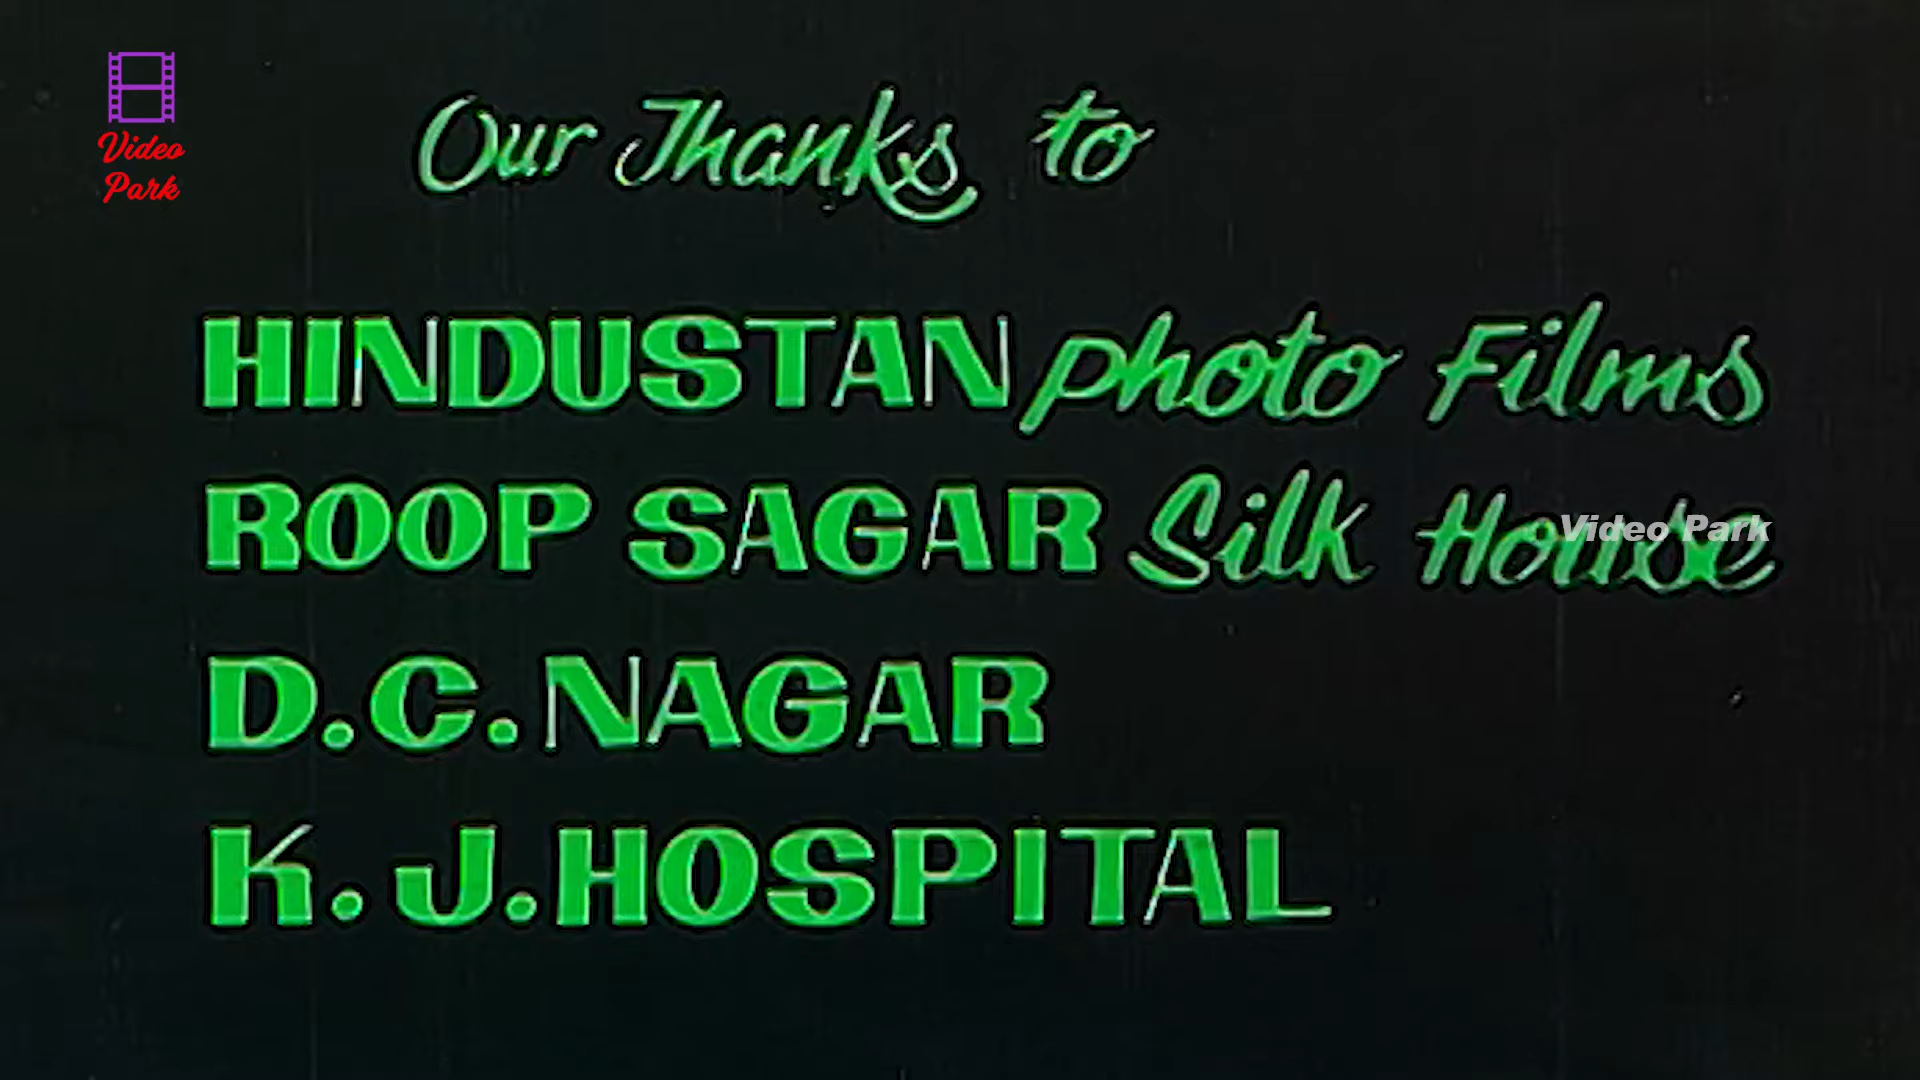 Video
Park
Our Thanks to
HINDUSTAN photo Films
ROOP SAGAR Silk House
Video Park
D.C. NAGAR
K.J. HOSPITAL